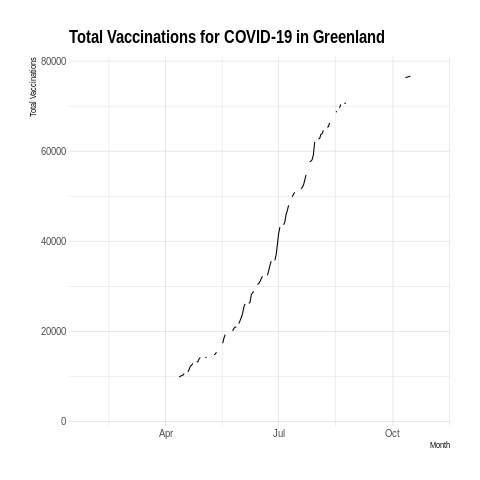 Total Vaccinations for COVID-19 in Greenland
Total Vaccinations
80000
60000
40000
20000
0
Apr Jul Oct
Month